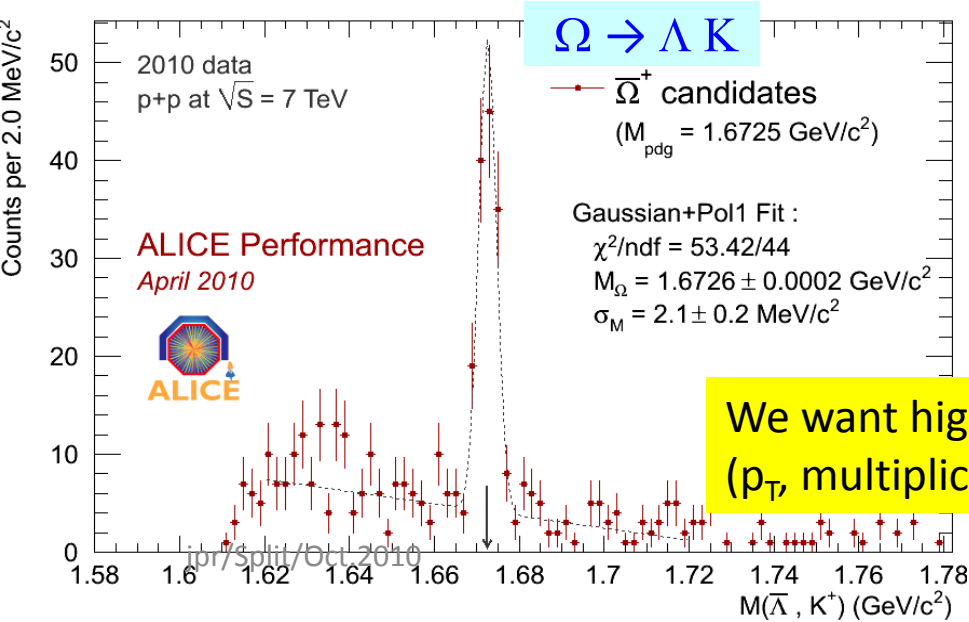 Ω → Λ K
2010 data
p+p at √S = 7 TeV
Ω̅⁺ candidates
(M_pdg = 1.6725 GeV/c²)
Gaussian+Pol1 Fit :
χ²/ndf = 53.42/44
M_Ω = 1.6726 ± 0.0002 GeV/c²
σ_M = 2.1 ± 0.2 MeV/c²
ALICE Performance
April 2010
ALICE
We want hig
(p_T, multiplic
Counts per 2.0 MeV/c²
50
40
30
20
10
0
1.58 1.6 1.62 1.64 1.66 1.68 1.7 1.72 1.74 1.76 1.78
jpr/Split/Oct.2010
M(Λ̅ , K⁺) (GeV/c²)